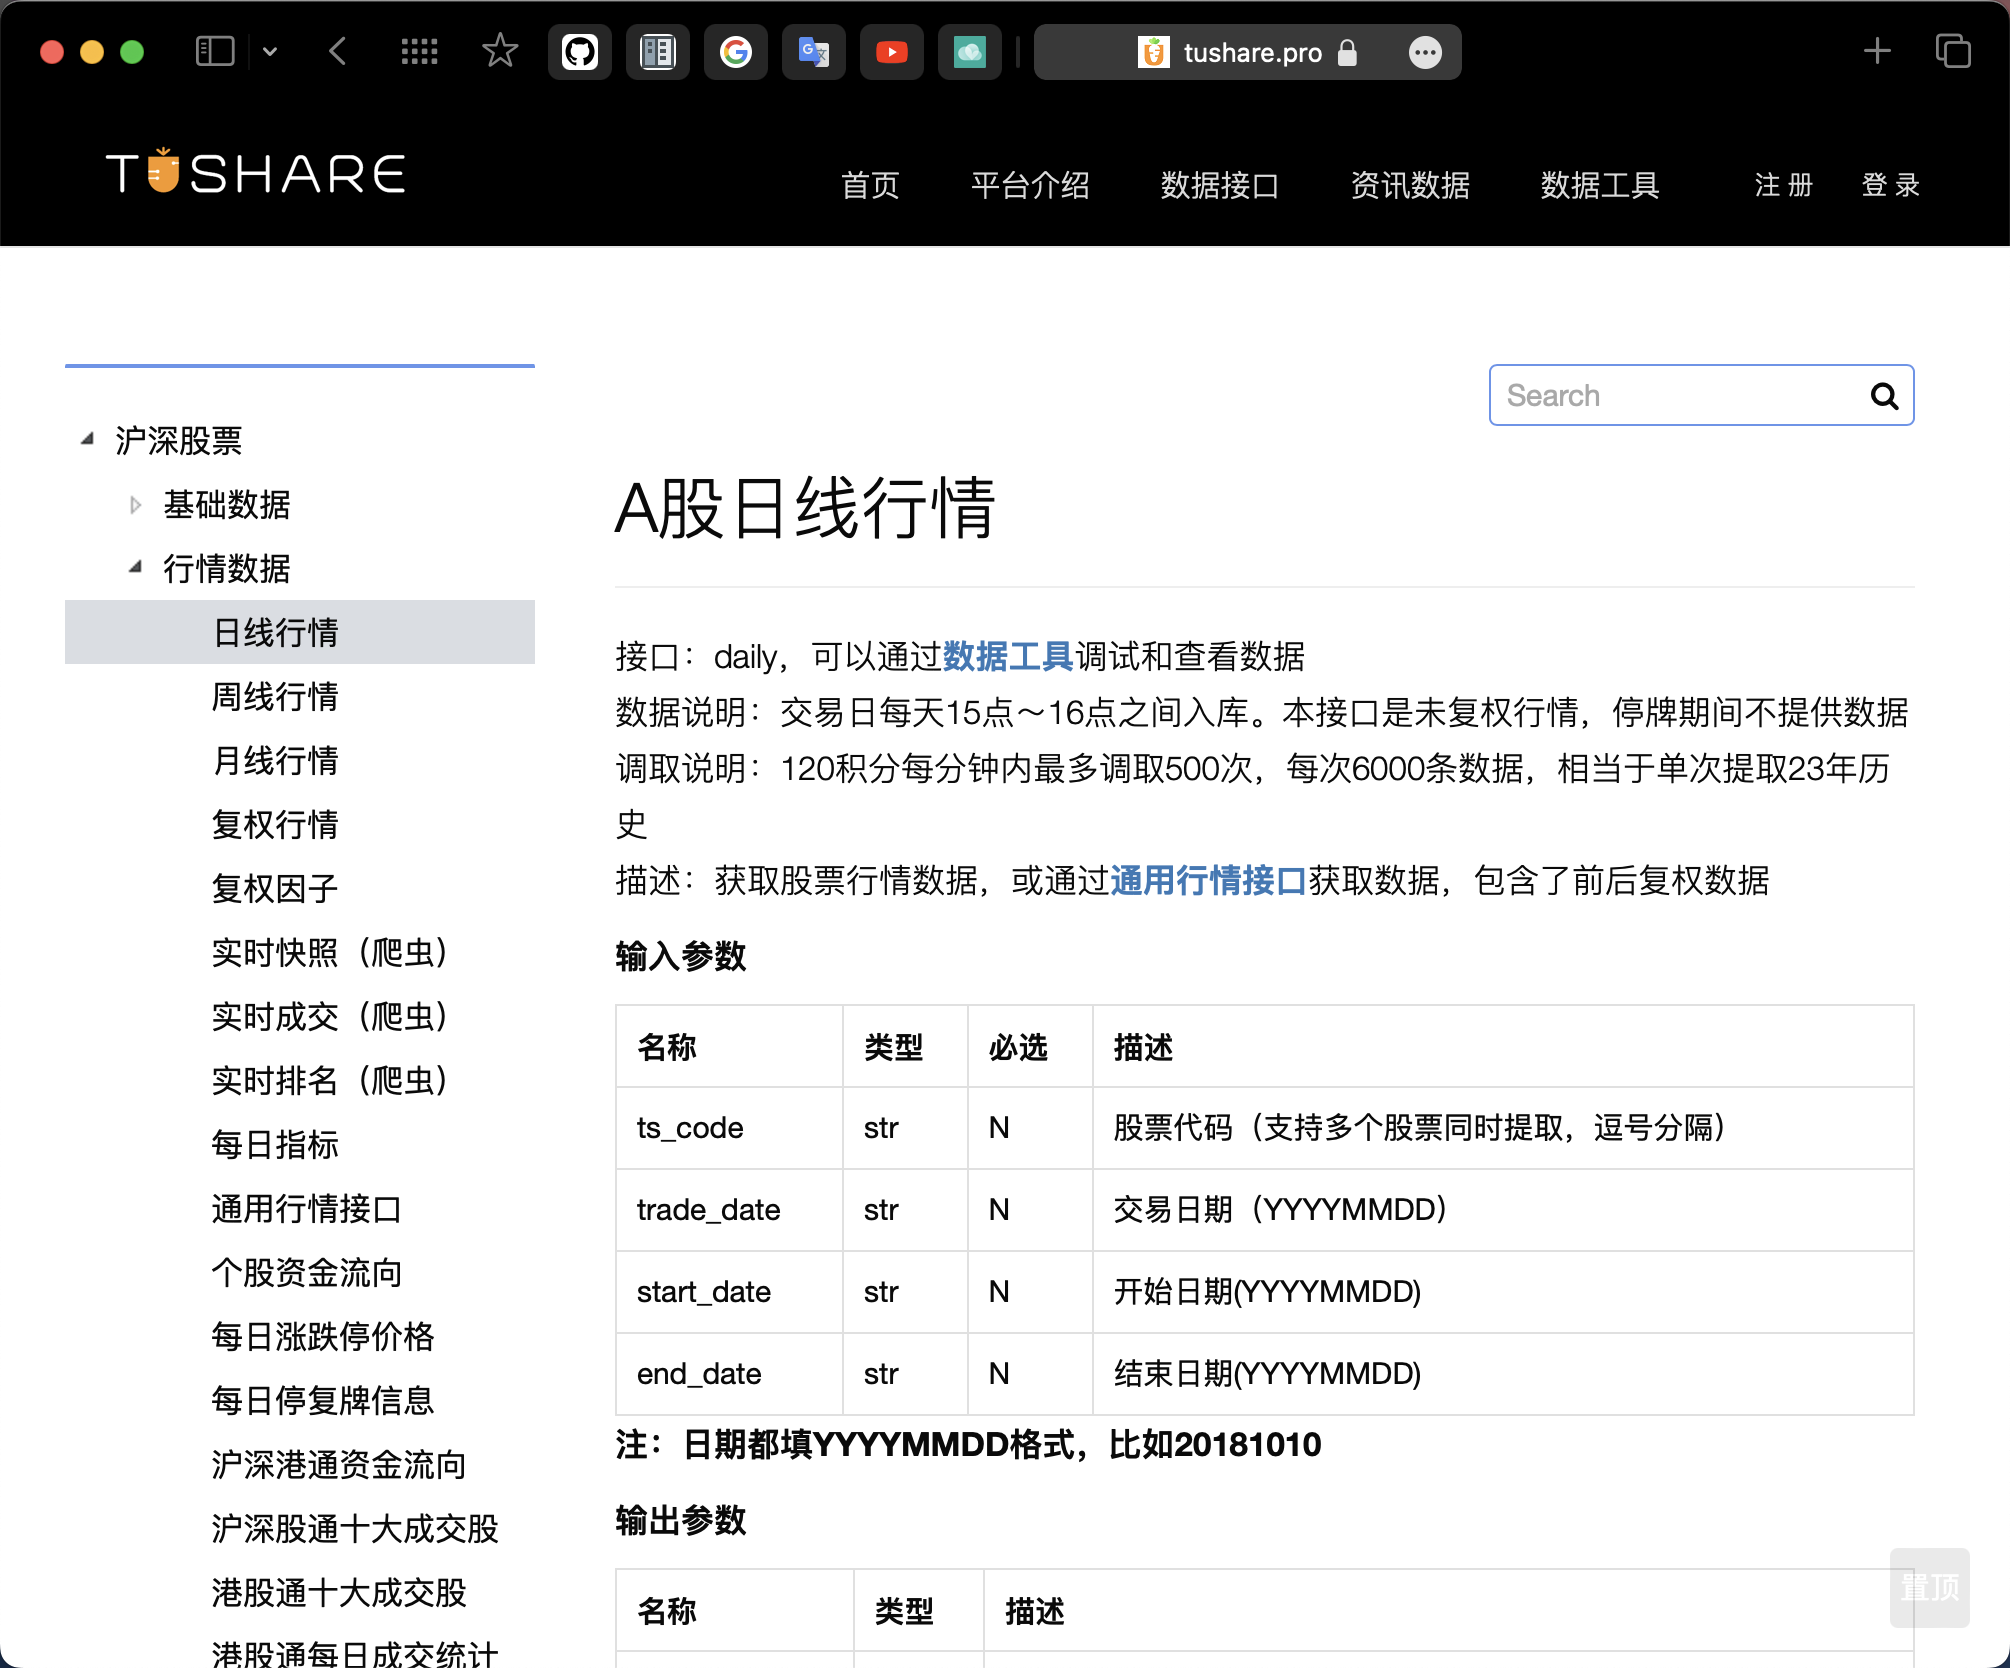 tushare.pro
TUSHARE
首页 平台介绍 数据接口 资讯数据 数据工具 注册 登录
Search
沪深股票
基础数据
行情数据
日线行情
周线行情
月线行情
复权行情
复权因子
实时快照（爬虫）
实时成交（爬虫）
实时排名（爬虫）
每日指标
通用行情接口
个股资金流向
每日涨跌停价格
每日停复牌信息
沪深港通资金流向
沪深股通十大成交股
港股通十大成交股
港股通每日成交统计
A股日线行情
接口：daily，可以通过数据工具调试和查看数据
数据说明：交易日每天15点～16点之间入库。本接口是未复权行情，停牌期间不提供数据
调取说明：120积分每分钟内最多调取500次，每次6000条数据，相当于单次提取23年历
史
描述：获取股票行情数据，或通过通用行情接口获取数据，包含了前后复权数据
输入参数
名称 类型 必选 描述
ts_code str N 股票代码（支持多个股票同时提取，逗号分隔）
trade_date str N 交易日期（YYYYMMDD）
start_date str N 开始日期(YYYYMMDD)
end_date str N 结束日期(YYYYMMDD)
注：日期都填YYYYMMDD格式，比如20181010
输出参数
名称 类型 描述
置顶